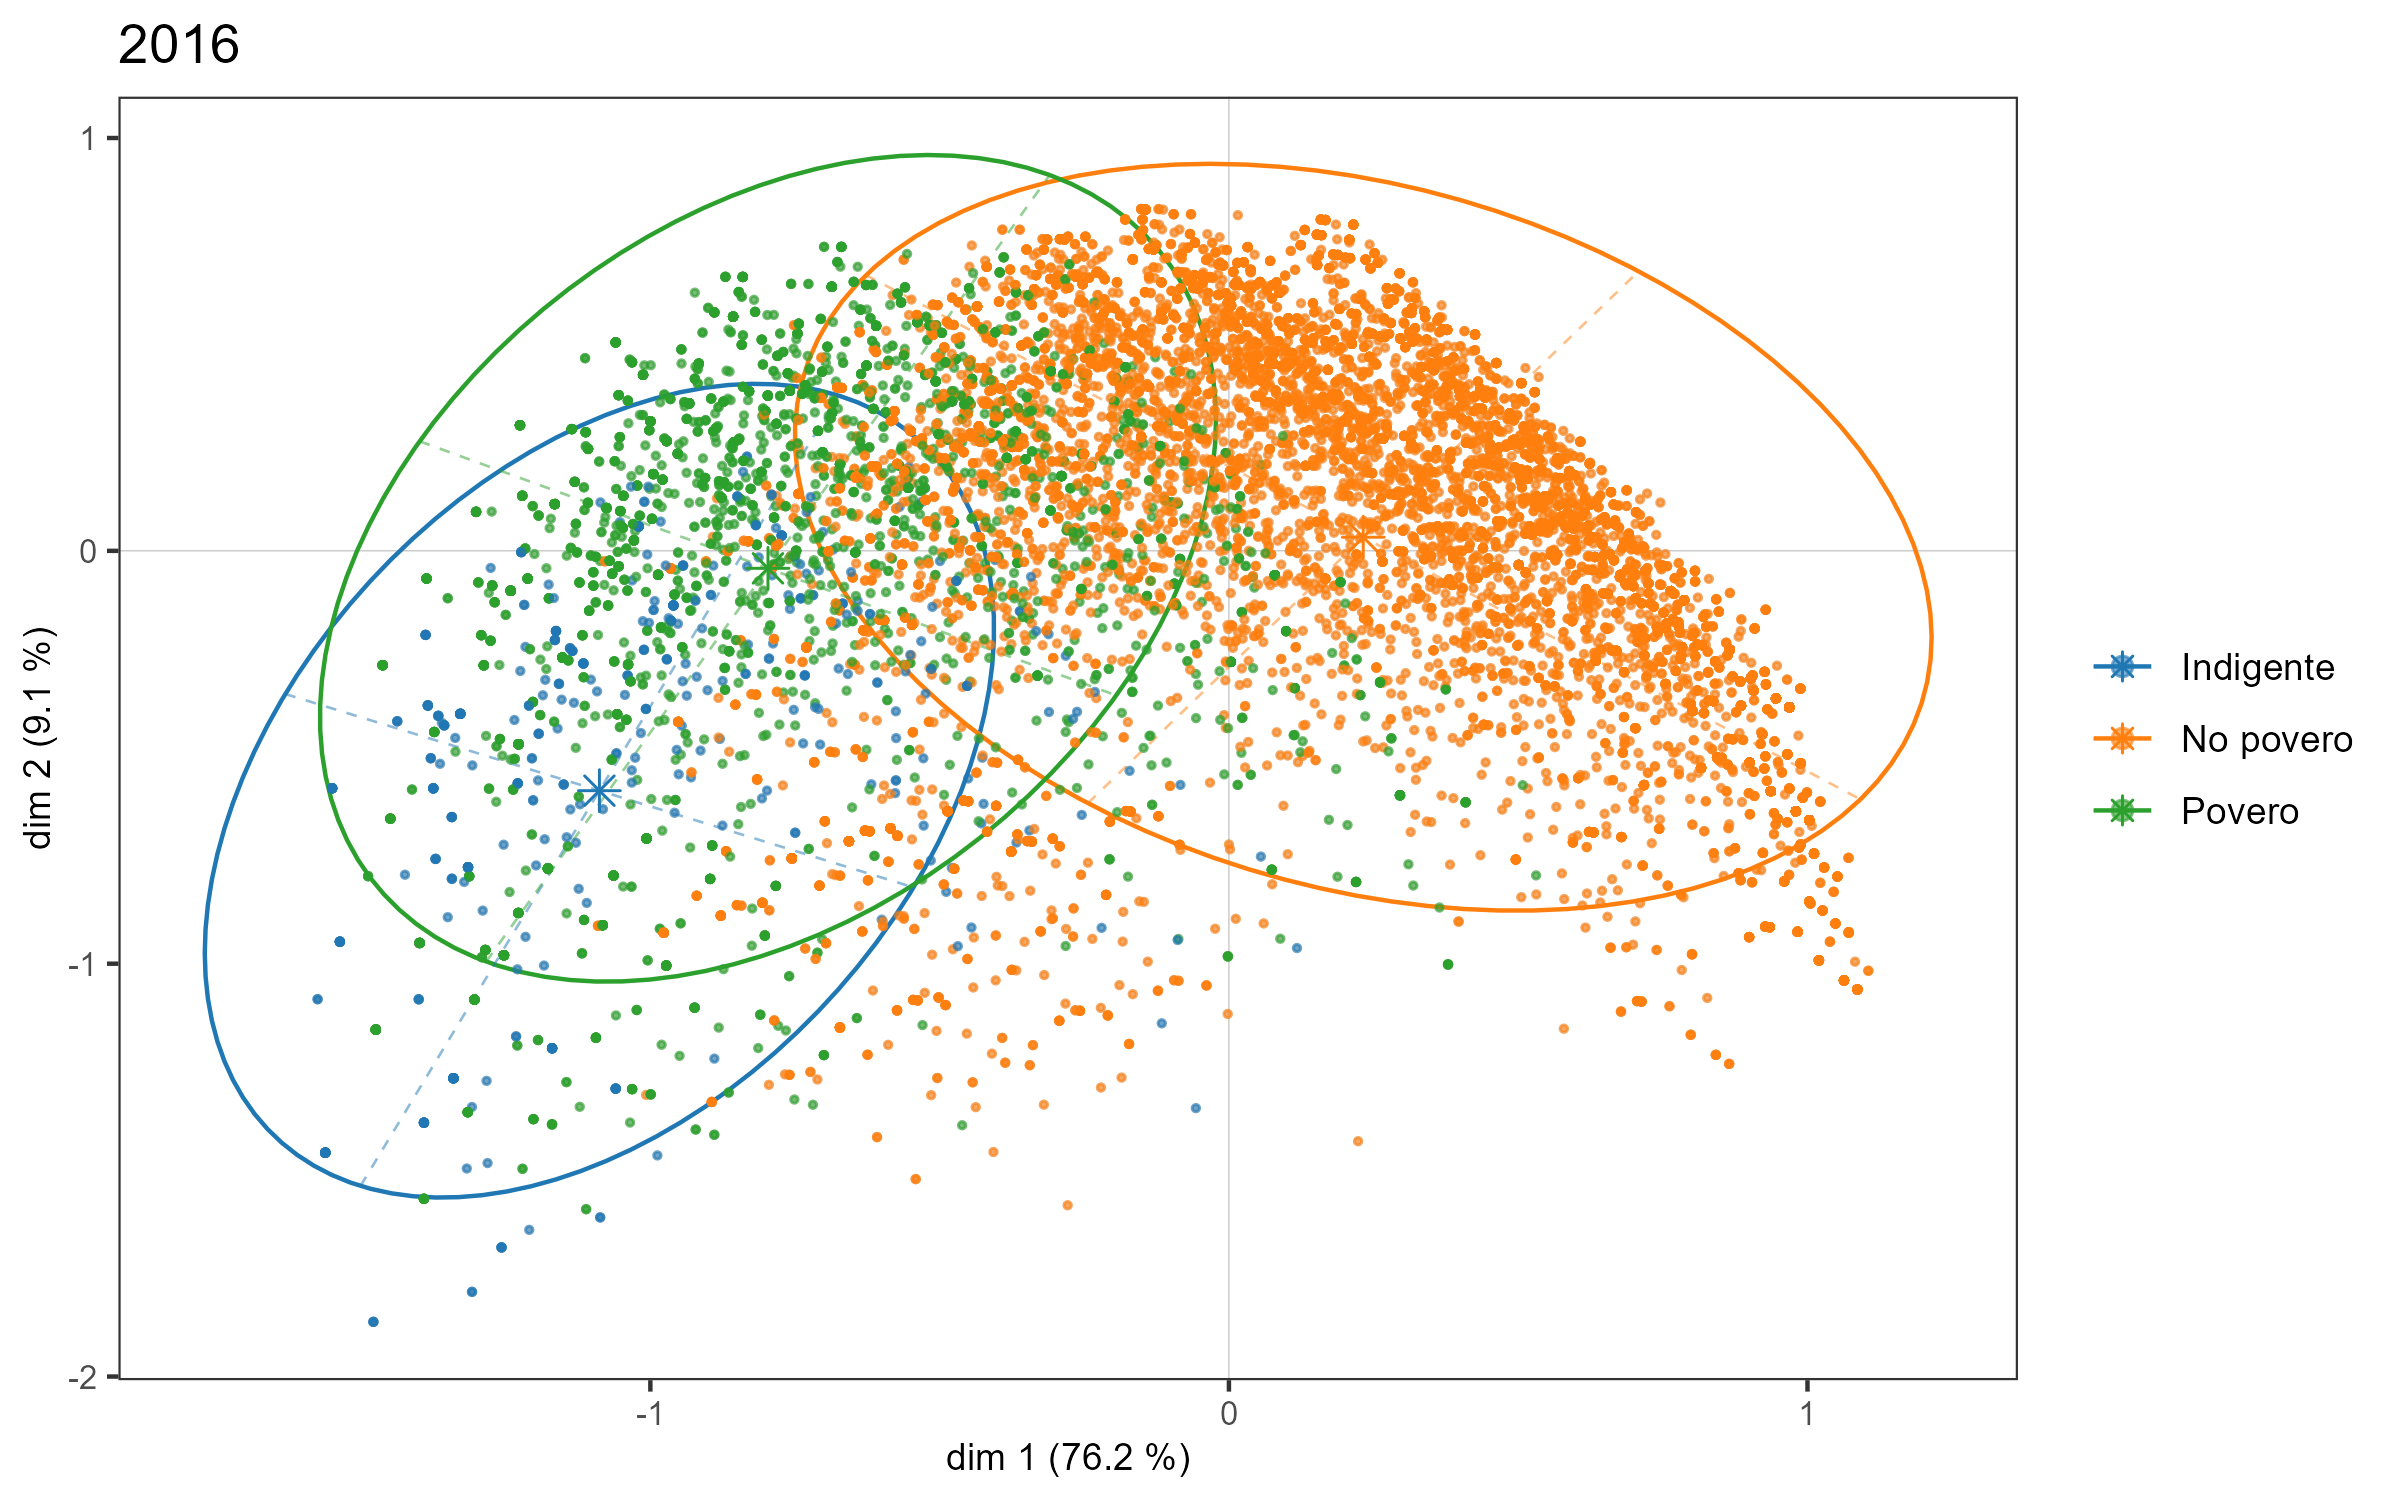 2016
1
0
-1
-2
dim 2 (9.1 %)
-1
0
1
dim 1 (76.2 %)
Indigente
No povero
Povero